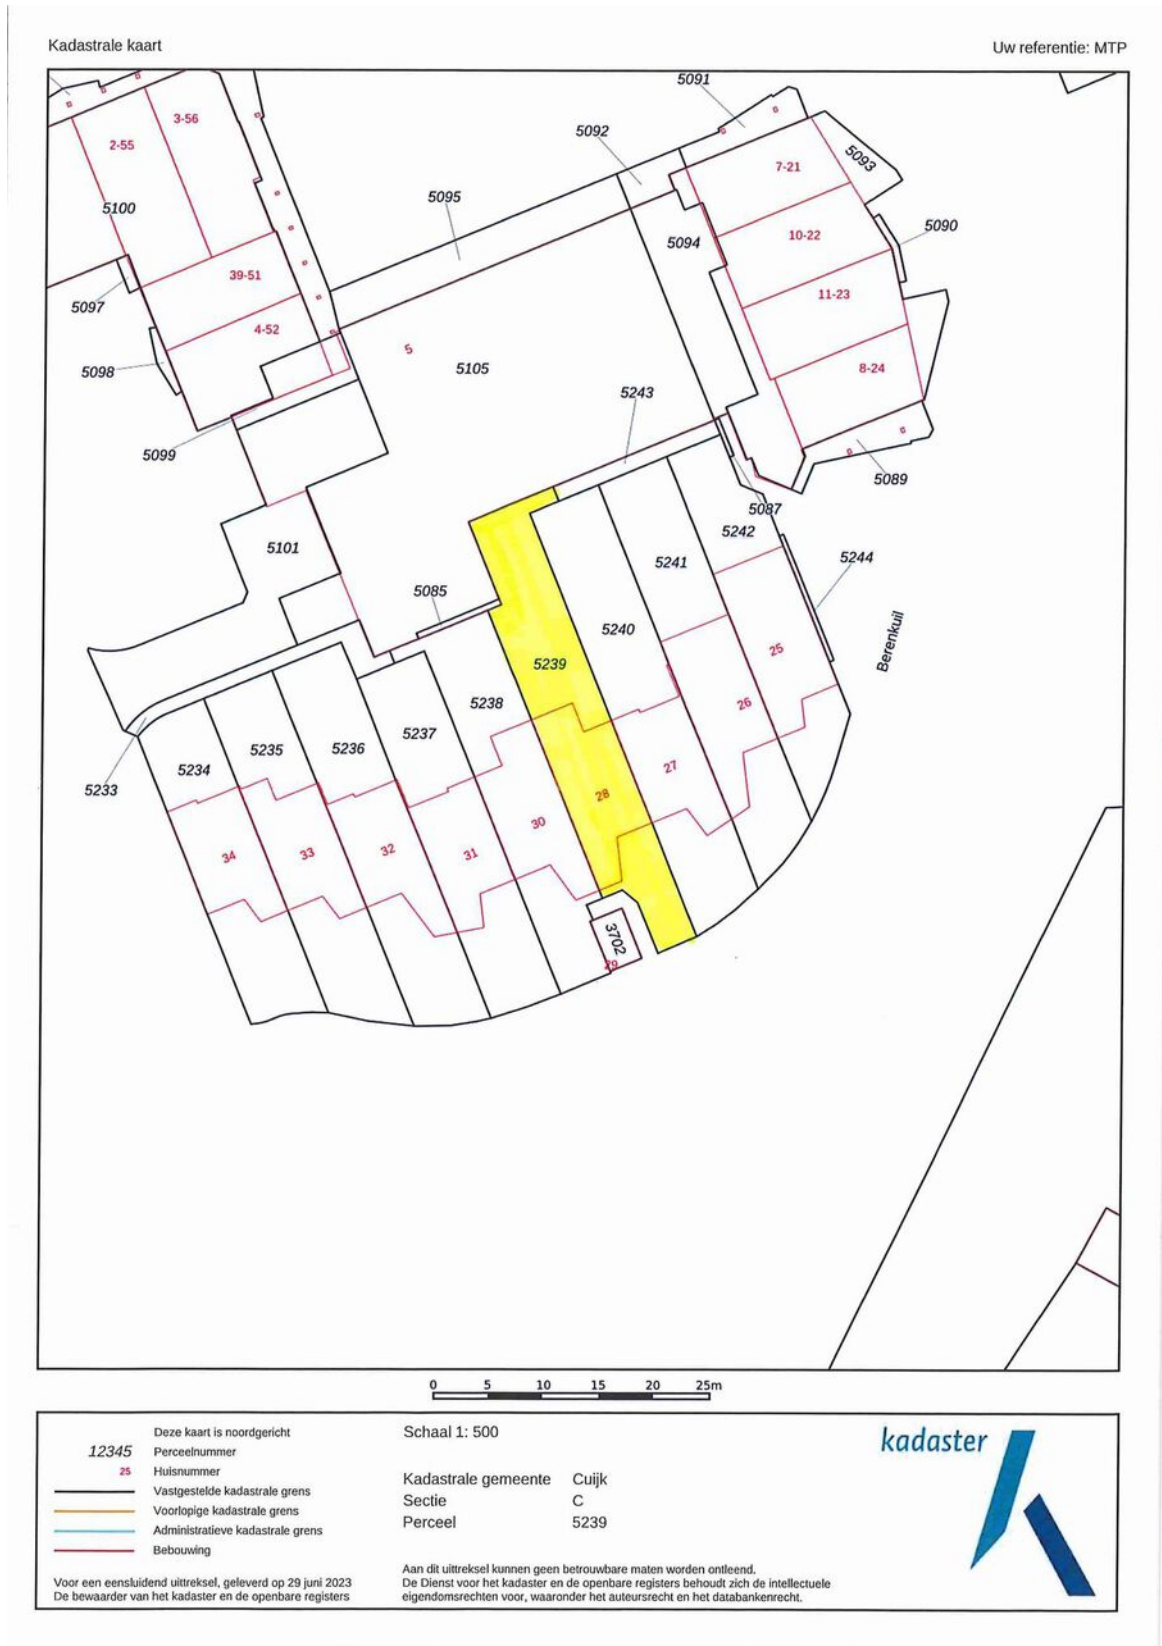 Kadastrale kaart
Uw referentie: MTP
5091
3-56
5092
2-55
5093
7-21
5095
5100
5090
10-22
5094
39-51
11-23
5097
4-52
5
5105
8-24
5098
5243
5099
5089
5087
5242
5101
5241
5244
5085
5240
Berenkuil
25
5239
5238
26
5237
5236
5235
27
5234
5233
28
30
34
33
32
31
3702
29
0 5 10 15 20 25m
Deze kaart is noordgericht
12345 Perceelnummer
25 Huisnummer
Vastgestelde kadastrale grens
Voorlopige kadastrale grens
Administratieve kadastrale grens
Bebouwing
Voor een eensluidend uittreksel, geleverd op 29 juni 2023
De bewaarder van het kadaster en de openbare registers
Schaal 1: 500
Kadastrale gemeente Cuijk
Sectie C
Perceel 5239
Aan dit uittreksel kunnen geen betrouwbare maten worden ontleend.
De Dienst voor het kadaster en de openbare registers behoudt zich de intellectuele
eigendomsrechten voor, waaronder het auteursrecht en het databankenrecht.
kadaster